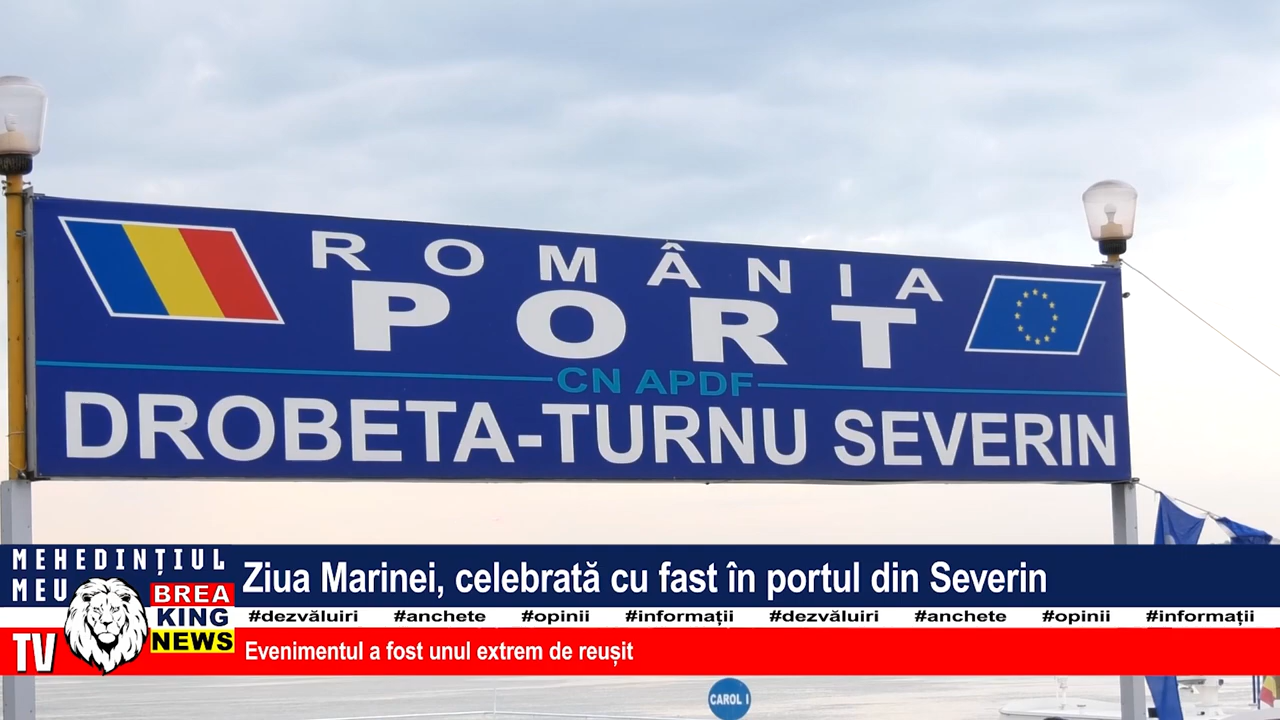 ROMÂNIA
PORT
CN APDF
DROBETA-TURNU SEVERIN
MEHEDINȚIUL
MEU
TV
BREA
KING
NEWS
Ziua Marinei, celebrată cu fast în portul din Severin
#dezvăluiri #anchete #opinii #informații #dezvăluiri #anchete #opinii #informații
Evenimentul a fost unul extrem de reușit
CAROL I